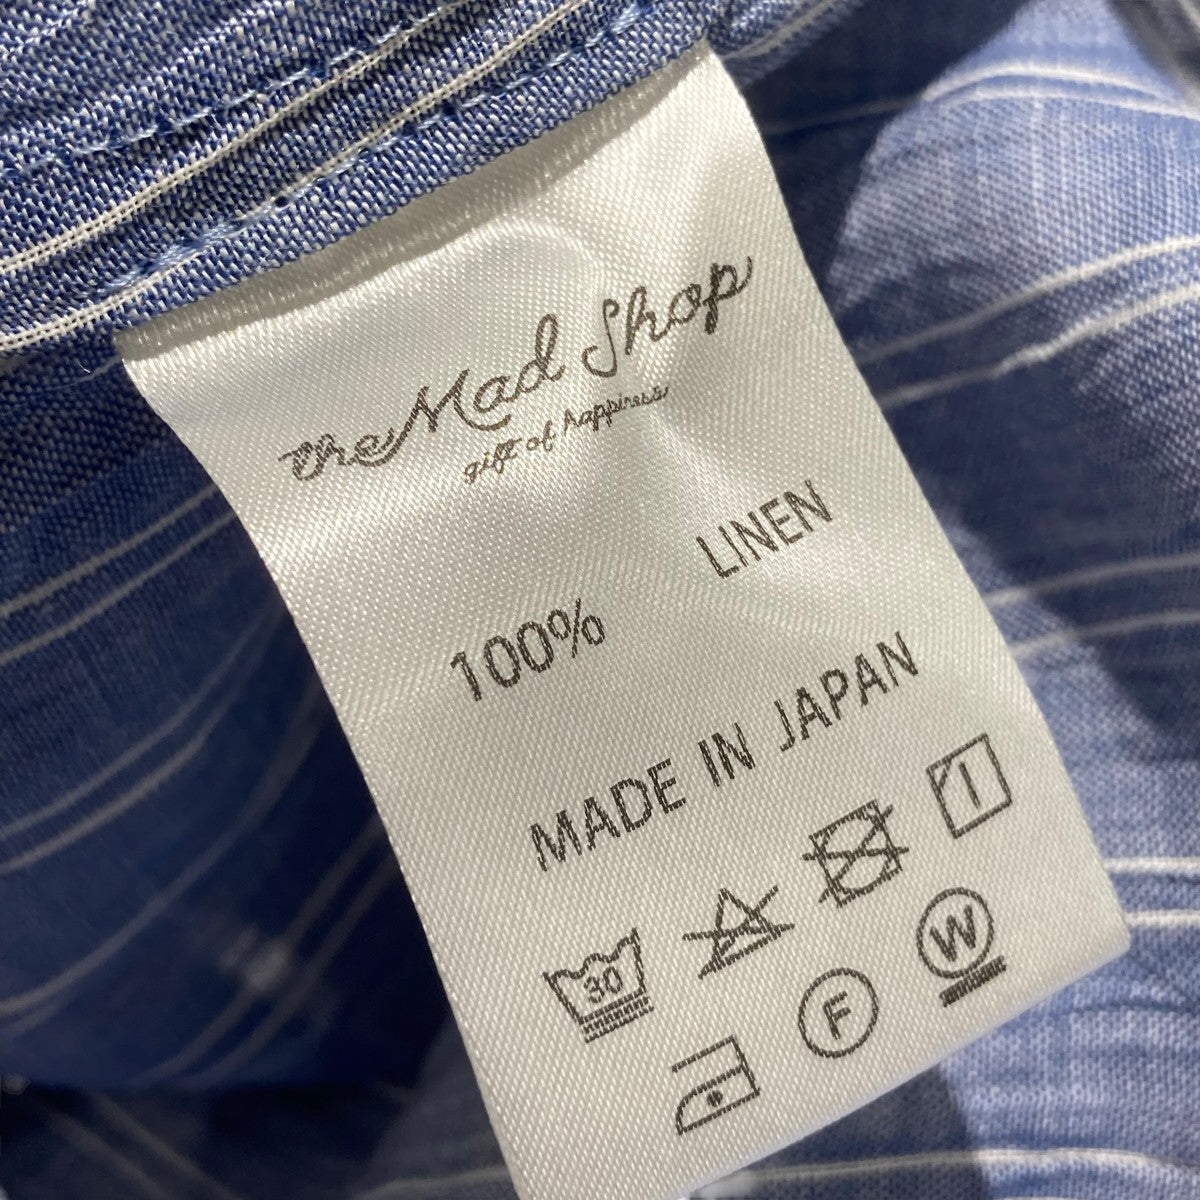 the Mad Shop
gift of happiness
100% LINEN
MADE IN JAPAN
30
F W